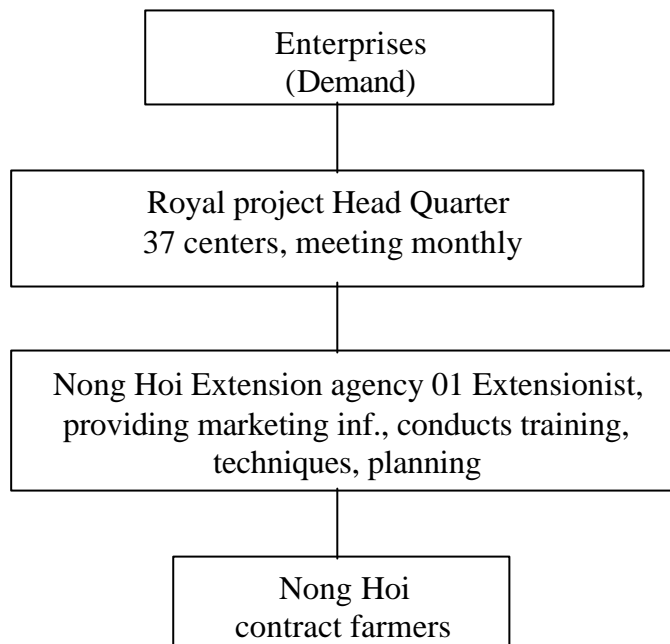 Enterprises
(Demand)
Royal project Head Quarter
37 centers, meeting monthly
Nong Hoi Extension agency 01 Extensionist,
providing marketing inf., conducts training,
techniques, planning
Nong Hoi
contract farmers